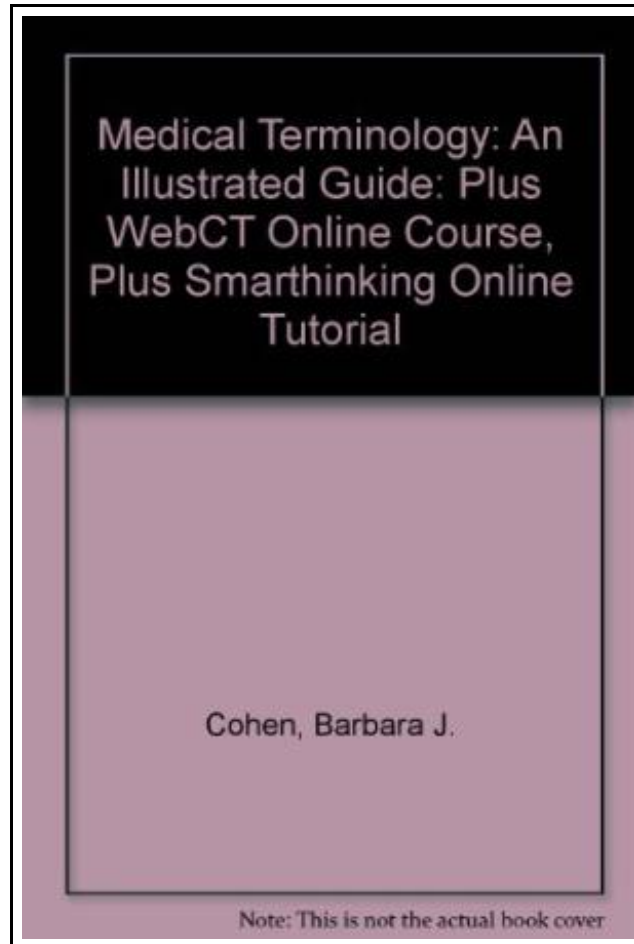 Medical Terminology: An
Illustrated Guide: Plus
WebCT Online Course,
Plus Smarthinking Online
Tutorial
Cohen, Barbara J.
Note: This is not the actual book cover